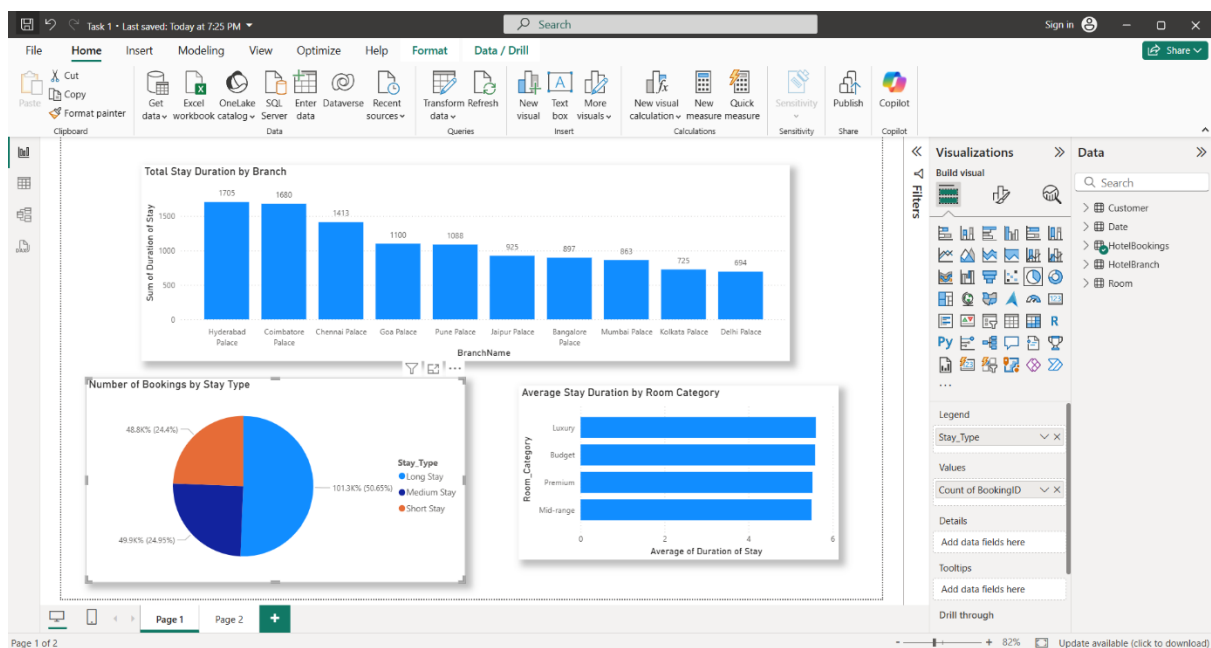 Task 1 • Last saved: Today at 7:25 PM
Search
Sign in
File Home Insert Modeling View Optimize Help Format Data / Drill
Share
Paste
Cut
Copy
Format painter
Clipboard
Get data
Excel workbook
OneLake catalog
SQL Server
Enter data
Dataverse
Recent sources
Data
Transform data
Refresh
Queries
New visual
Text box
More visuals
Insert
New visual calculation
New measure
Quick measure
Calculations
Sensitivity
Sensitivity
Publish
Share
Copilot
Copilot
Total Stay Duration by Branch
Sum of Duration of Stay
1500
1000
500
0
1705
1680
1413
1100
1088
925
897
863
725
694
Hyderabad Palace
Coimbatore Palace
Chennai Palace
Goa Palace
Pune Palace
Jaipur Palace
Bangalore Palace
Mumbai Palace
Kolkata Palace
Delhi Palace
BranchName
Number of Bookings by Stay Type
48.8K% (24.4%)
101.3K% (50.65%)
49.9K% (24.95%)
Stay_Type
Long Stay
Medium Stay
Short Stay
Average Stay Duration by Room Category
Room_Category
Luxury
Budget
Premium
Mid-range
0 2 4 6
Average of Duration of Stay
Filters
Visualizations
Build visual
R
Py
Legend
Stay_Type
Values
Count of BookingID
Details
Add data fields here
Tooltips
Add data fields here
Drill through
Data
Search
Customer
Date
HotelBookings
HotelBranch
Room
Page 1
Page 2
Page 1 of 2
82%
Update available (click to download)